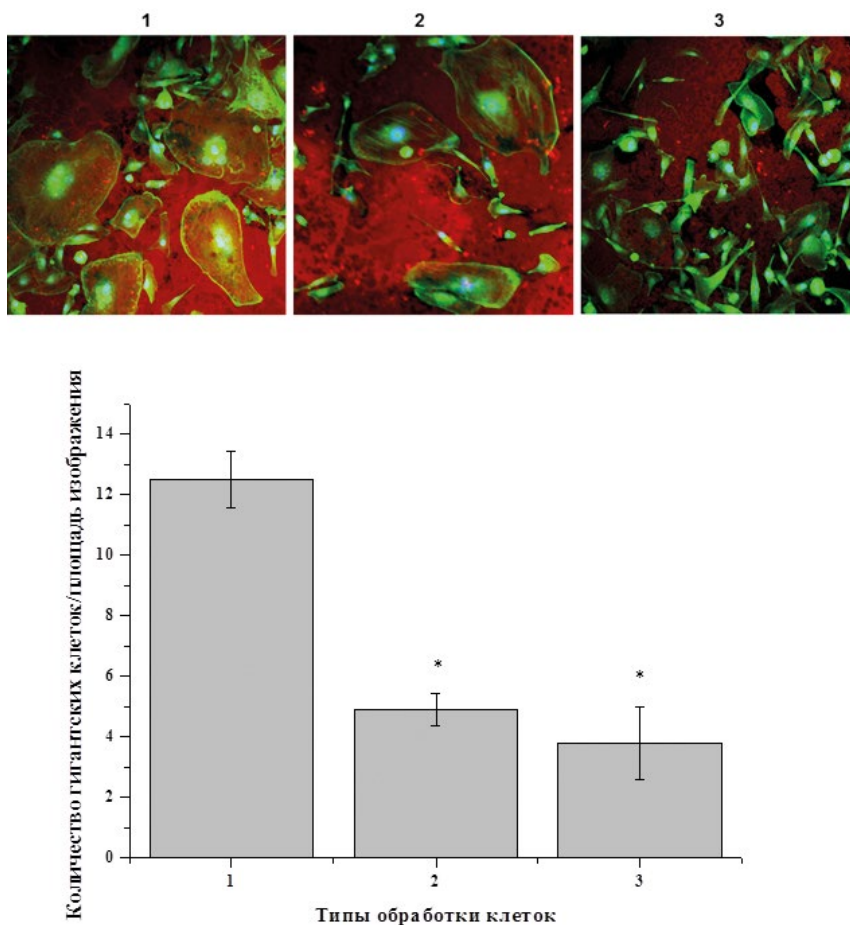 1 2 3
Количество гигантских клеток/площадь изображения
14
12
10
8
6
4
2
0
* *
1 2 3
Типы обработки клеток